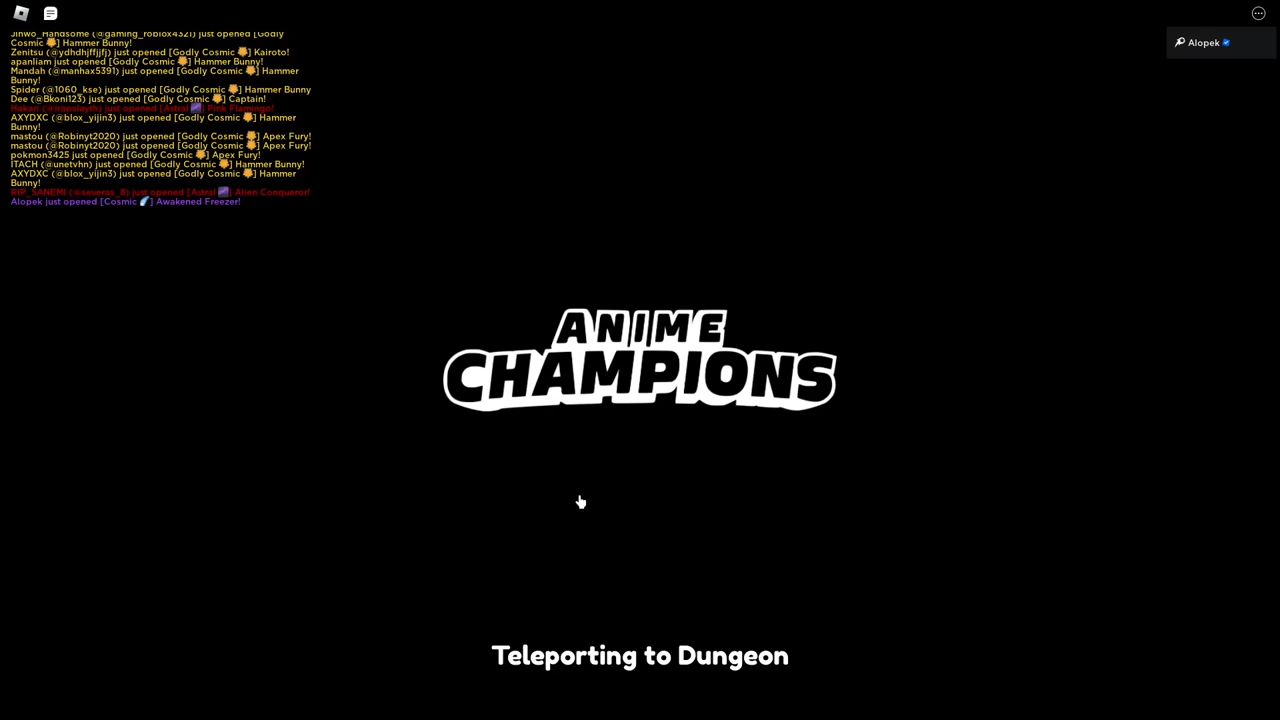 Jinwo_Handsome (@gaming_roblox4321) just opened [Godly
Cosmic ] Hammer Bunny!
Zenitsu (@ydhdhjffjjfj) just opened [Godly Cosmic ] Kairoto!
apanliam just opened [Godly Cosmic ] Hammer Bunny!
Mandah (@manhax5391) just opened [Godly Cosmic ] Hammer
Bunny!
Spider (@1060_kse) just opened [Godly Cosmic ] Hammer Bunny
Dee (@Bkoni123) just opened [Godly Cosmic ] Captain!
just opened [Astral ] Pink Flamingo!
AXYDXC (@blox_yijin3) just opened [Godly Cosmic ] Hammer
Bunny!
mastou (@Robinyt2020) just opened [Godly Cosmic ] Apex Fury!
mastou (@Robinyt2020) just opened [Godly Cosmic ] Apex Fury!
pokmon3425 just opened [Godly Cosmic ] Apex Fury!
ITACH (@unetvhn) just opened [Godly Cosmic ] Hammer Bunny!
AXYDXC (@blox_yijin3) just opened [Godly Cosmic ] Hammer
Bunny!
RIP_SANEMI (@severas_8) just opened [Astral ] Alien Conqueror!
Alopek just opened [Cosmic ] Awakened Freezer!
Alopek
ANIME
CHAMPIONS
Teleporting to Dungeon